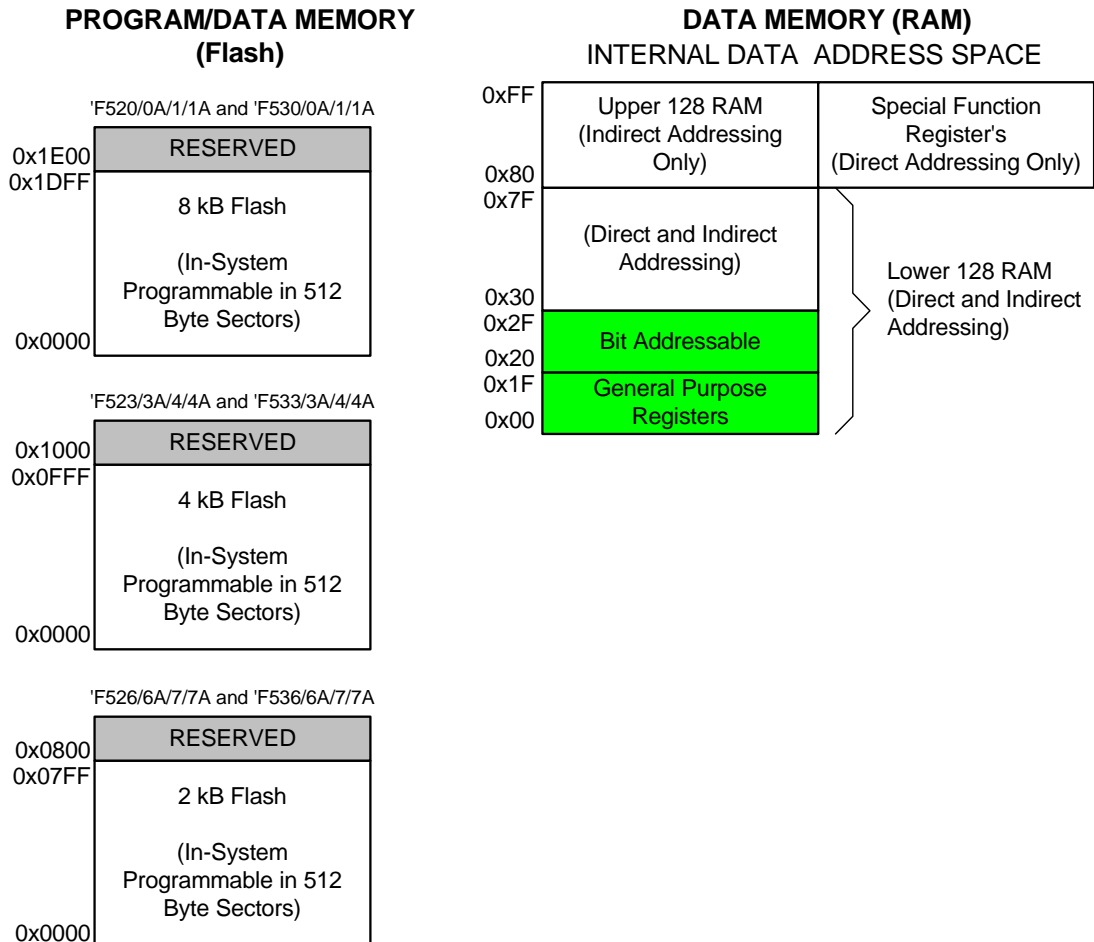 PROGRAM/DATA MEMORY
(Flash)
'F520/0A/1/1A and 'F530/0A/1/1A
RESERVED
0x1E00
0x1DFF
8 kB Flash
(In-System
Programmable in 512
Byte Sectors)
0x0000
'F523/3A/4/4A and 'F533/3A/4/4A
RESERVED
0x1000
0x0FFF
4 kB Flash
(In-System
Programmable in 512
Byte Sectors)
0x0000
'F526/6A/7/7A and 'F536/6A/7/7A
RESERVED
0x0800
0x07FF
2 kB Flash
(In-System
Programmable in 512
Byte Sectors)
0x0000
DATA MEMORY (RAM)
INTERNAL DATA ADDRESS SPACE
0xFF
Upper 128 RAM
(Indirect Addressing
Only)
0x80
Special Function
Register's
(Direct Addressing Only)
0x7F
(Direct and Indirect
Addressing)
0x30
Lower 128 RAM
(Direct and Indirect
Addressing)
0x2F
Bit Addressable
0x20
0x1F
General Purpose
Registers
0x00